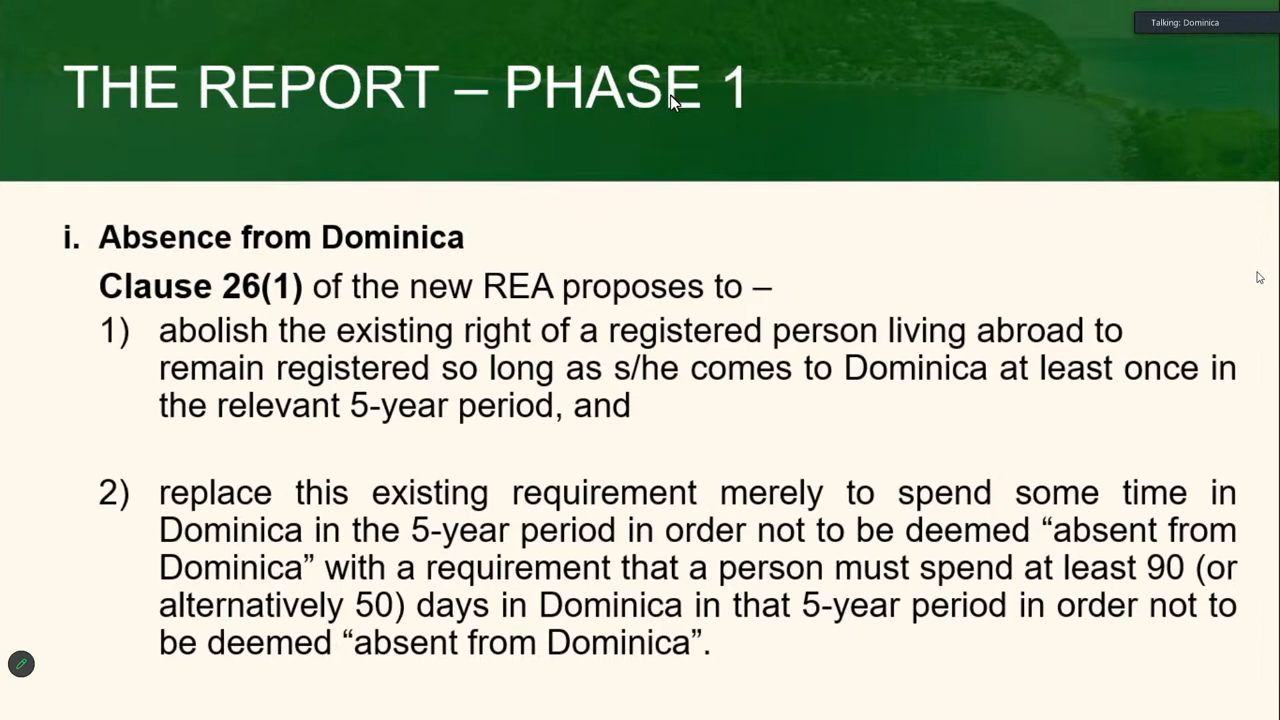 Talking: Dominica
THE REPORT – PHASE 1
i. Absence from Dominica
Clause 26(1) of the new REA proposes to –
1) abolish the existing right of a registered person living abroad to
remain registered so long as s/he comes to Dominica at least once in
the relevant 5-year period, and
2) replace this existing requirement merely to spend some time in
Dominica in the 5-year period in order not to be deemed “absent from
Dominica” with a requirement that a person must spend at least 90 (or
alternatively 50) days in Dominica in that 5-year period in order not to
be deemed “absent from Dominica”.